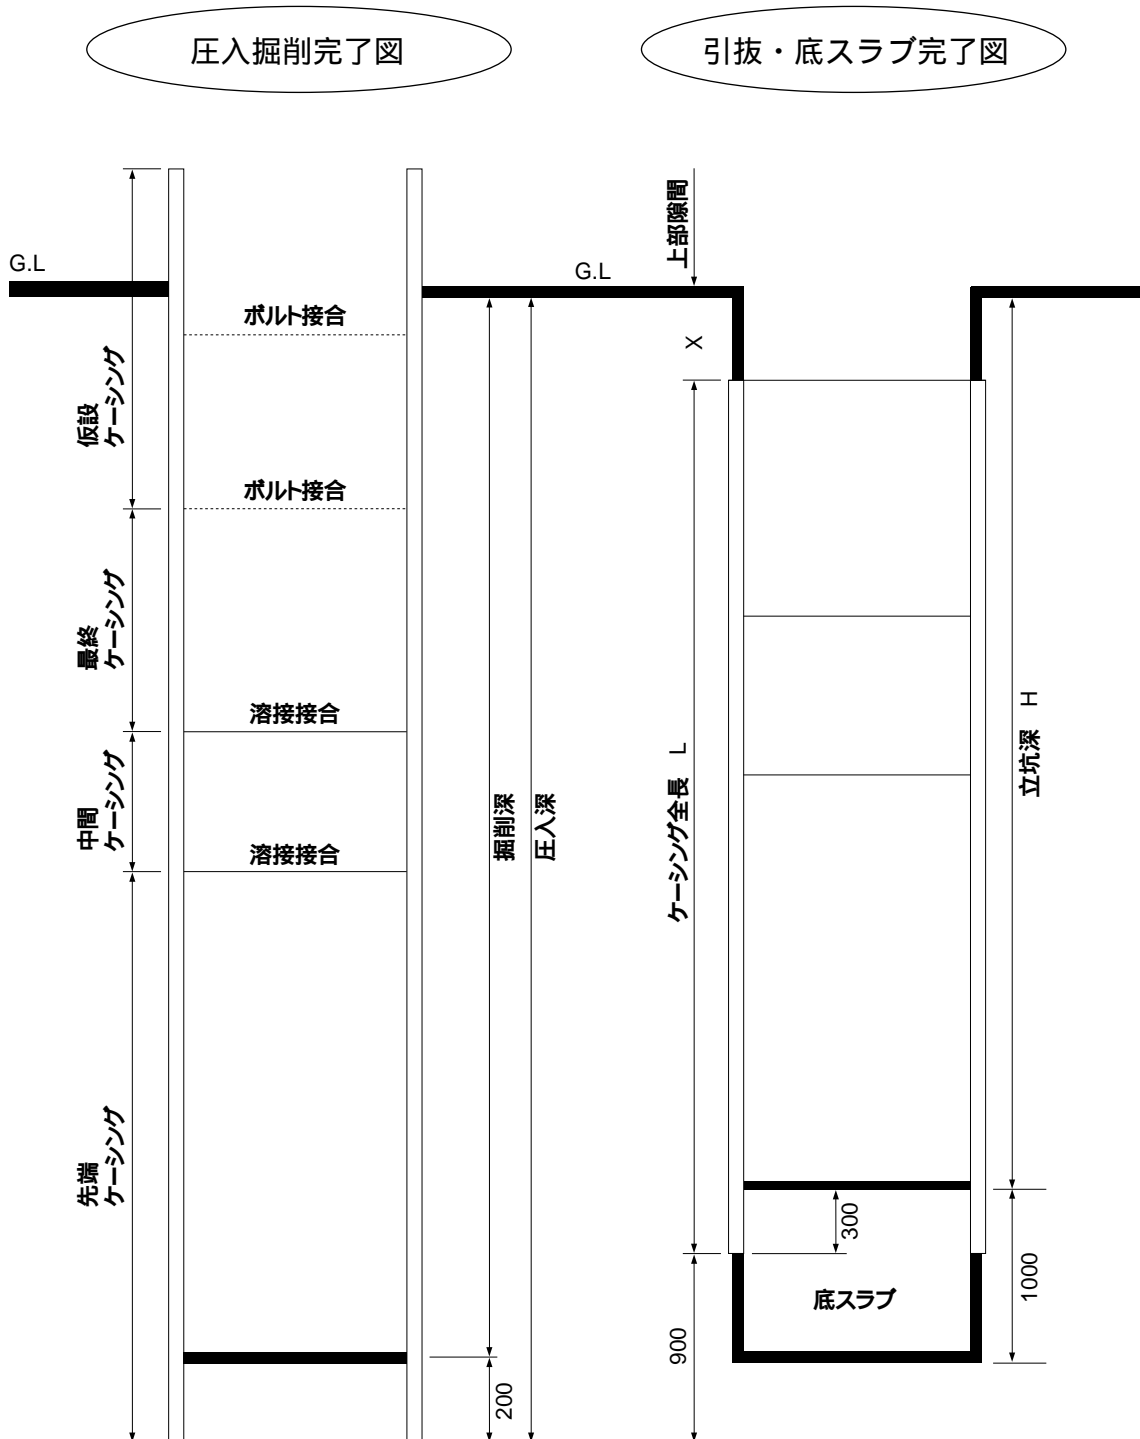 圧入掘削完了図
引抜・底スラブ完了図
上部隙間
G.L
G.L
ボルト接合
X
仮設
ケーシング
ボルト接合
最終
ケーシング
溶接接合
立坑深 H
ケーシング全長 L
中間
ケーシング
掘削深
圧入深
溶接接合
先端
ケーシング
300
1000
底スラブ
900
200